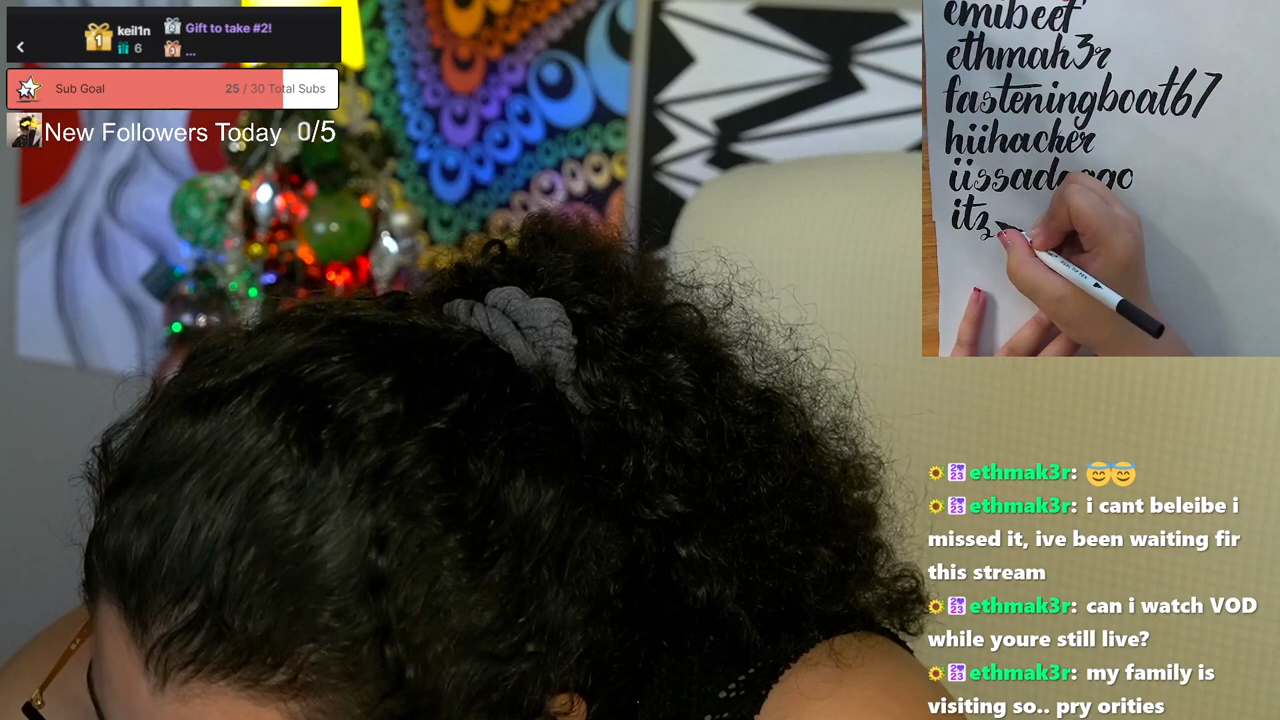 keil1n
6
Gift to take #2!
...
Sub Goal
25 / 30 Total Subs
New Followers Today 0/5
emibeef
ethmak3r
fasteningboat67
hiihacher
itz
ethmak3r: 😇😇
ethmak3r: i cant beleibe i
missed it, ive been waiting fir
this stream
ethmak3r: can i watch VOD
while youre still live?
ethmak3r: my family is
visiting so.. pry orities